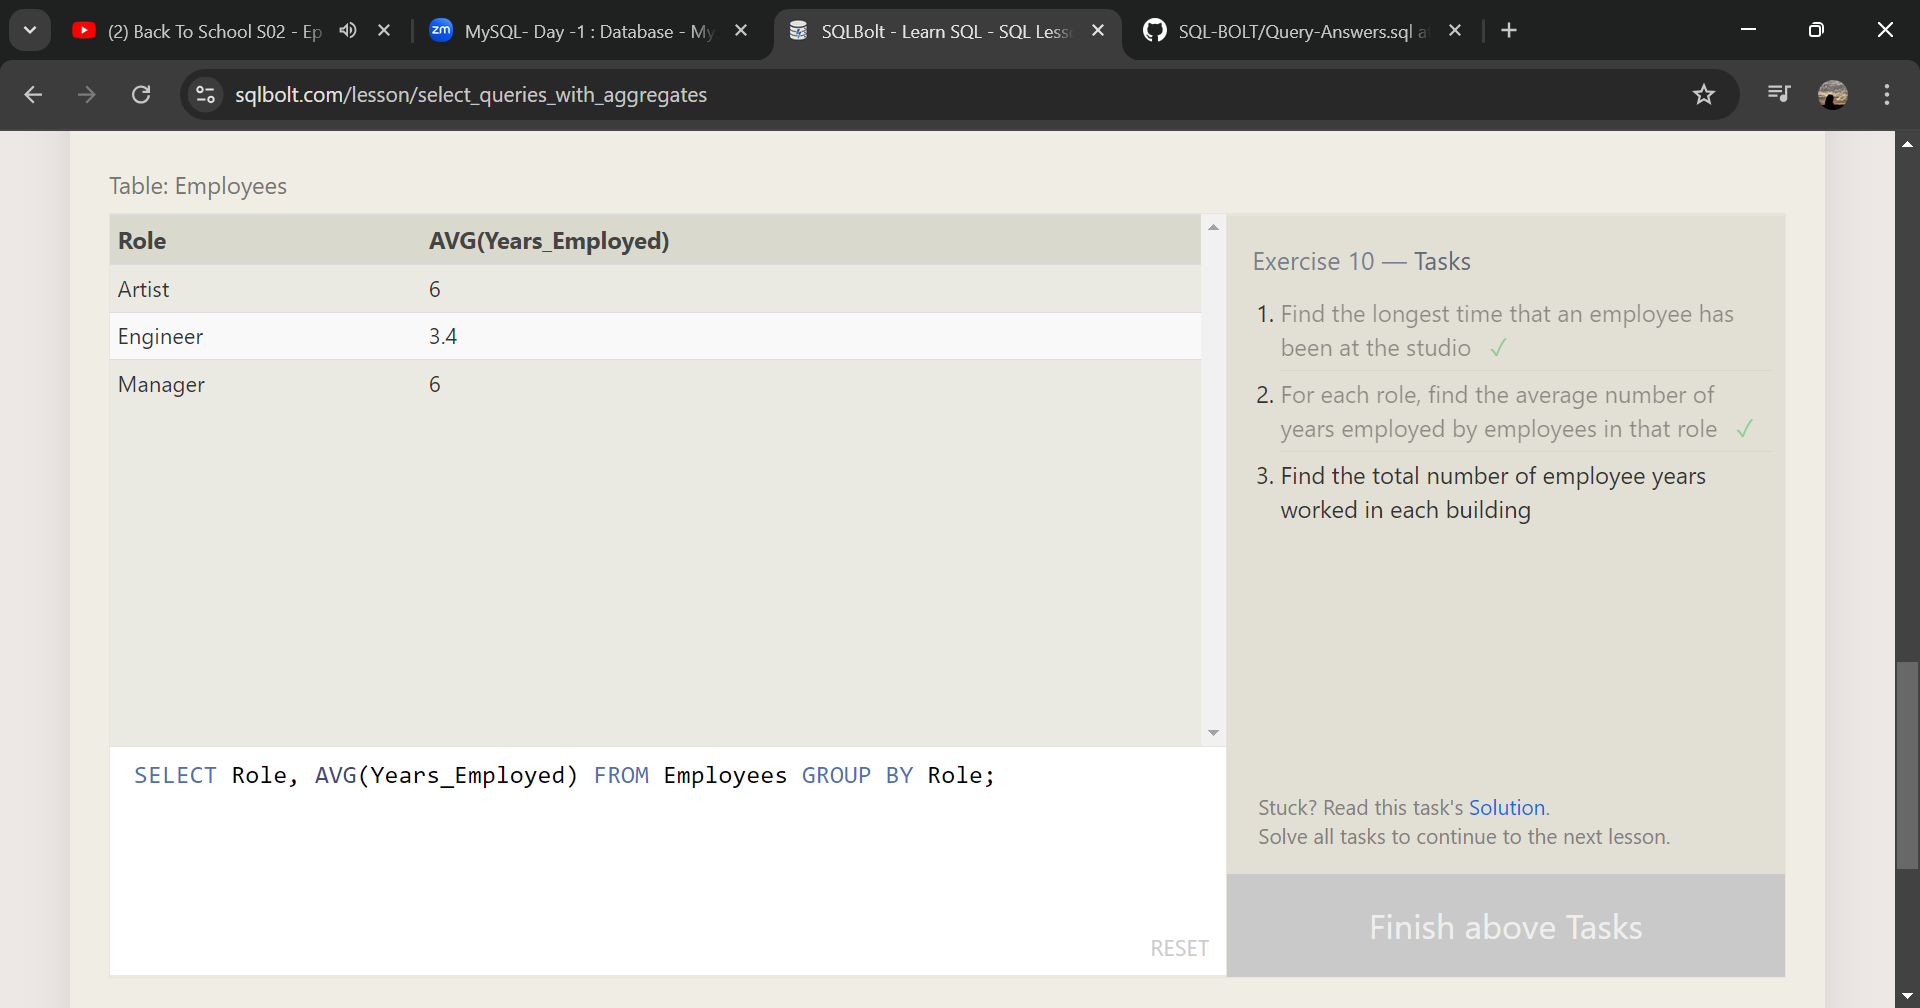 (2) Back To School S02 - Ep
zm
MySQL- Day -1 : Database - My
SQLBolt - Learn SQL - SQL Less
SQL-BOLT/Query-Answers.sql a
sqlbolt.com/lesson/select_queries_with_aggregates
Table: Employees
Role AVG(Years_Employed)
Artist 6
Engineer 3.4
Manager 6
SELECT Role, AVG(Years_Employed) FROM Employees GROUP BY Role;
RESET
Exercise 10 — Tasks
1. Find the longest time that an employee has
been at the studio ✓
2. For each role, find the average number of
years employed by employees in that role ✓
3. Find the total number of employee years
worked in each building
Stuck? Read this task's Solution.
Solve all tasks to continue to the next lesson.
Finish above Tasks